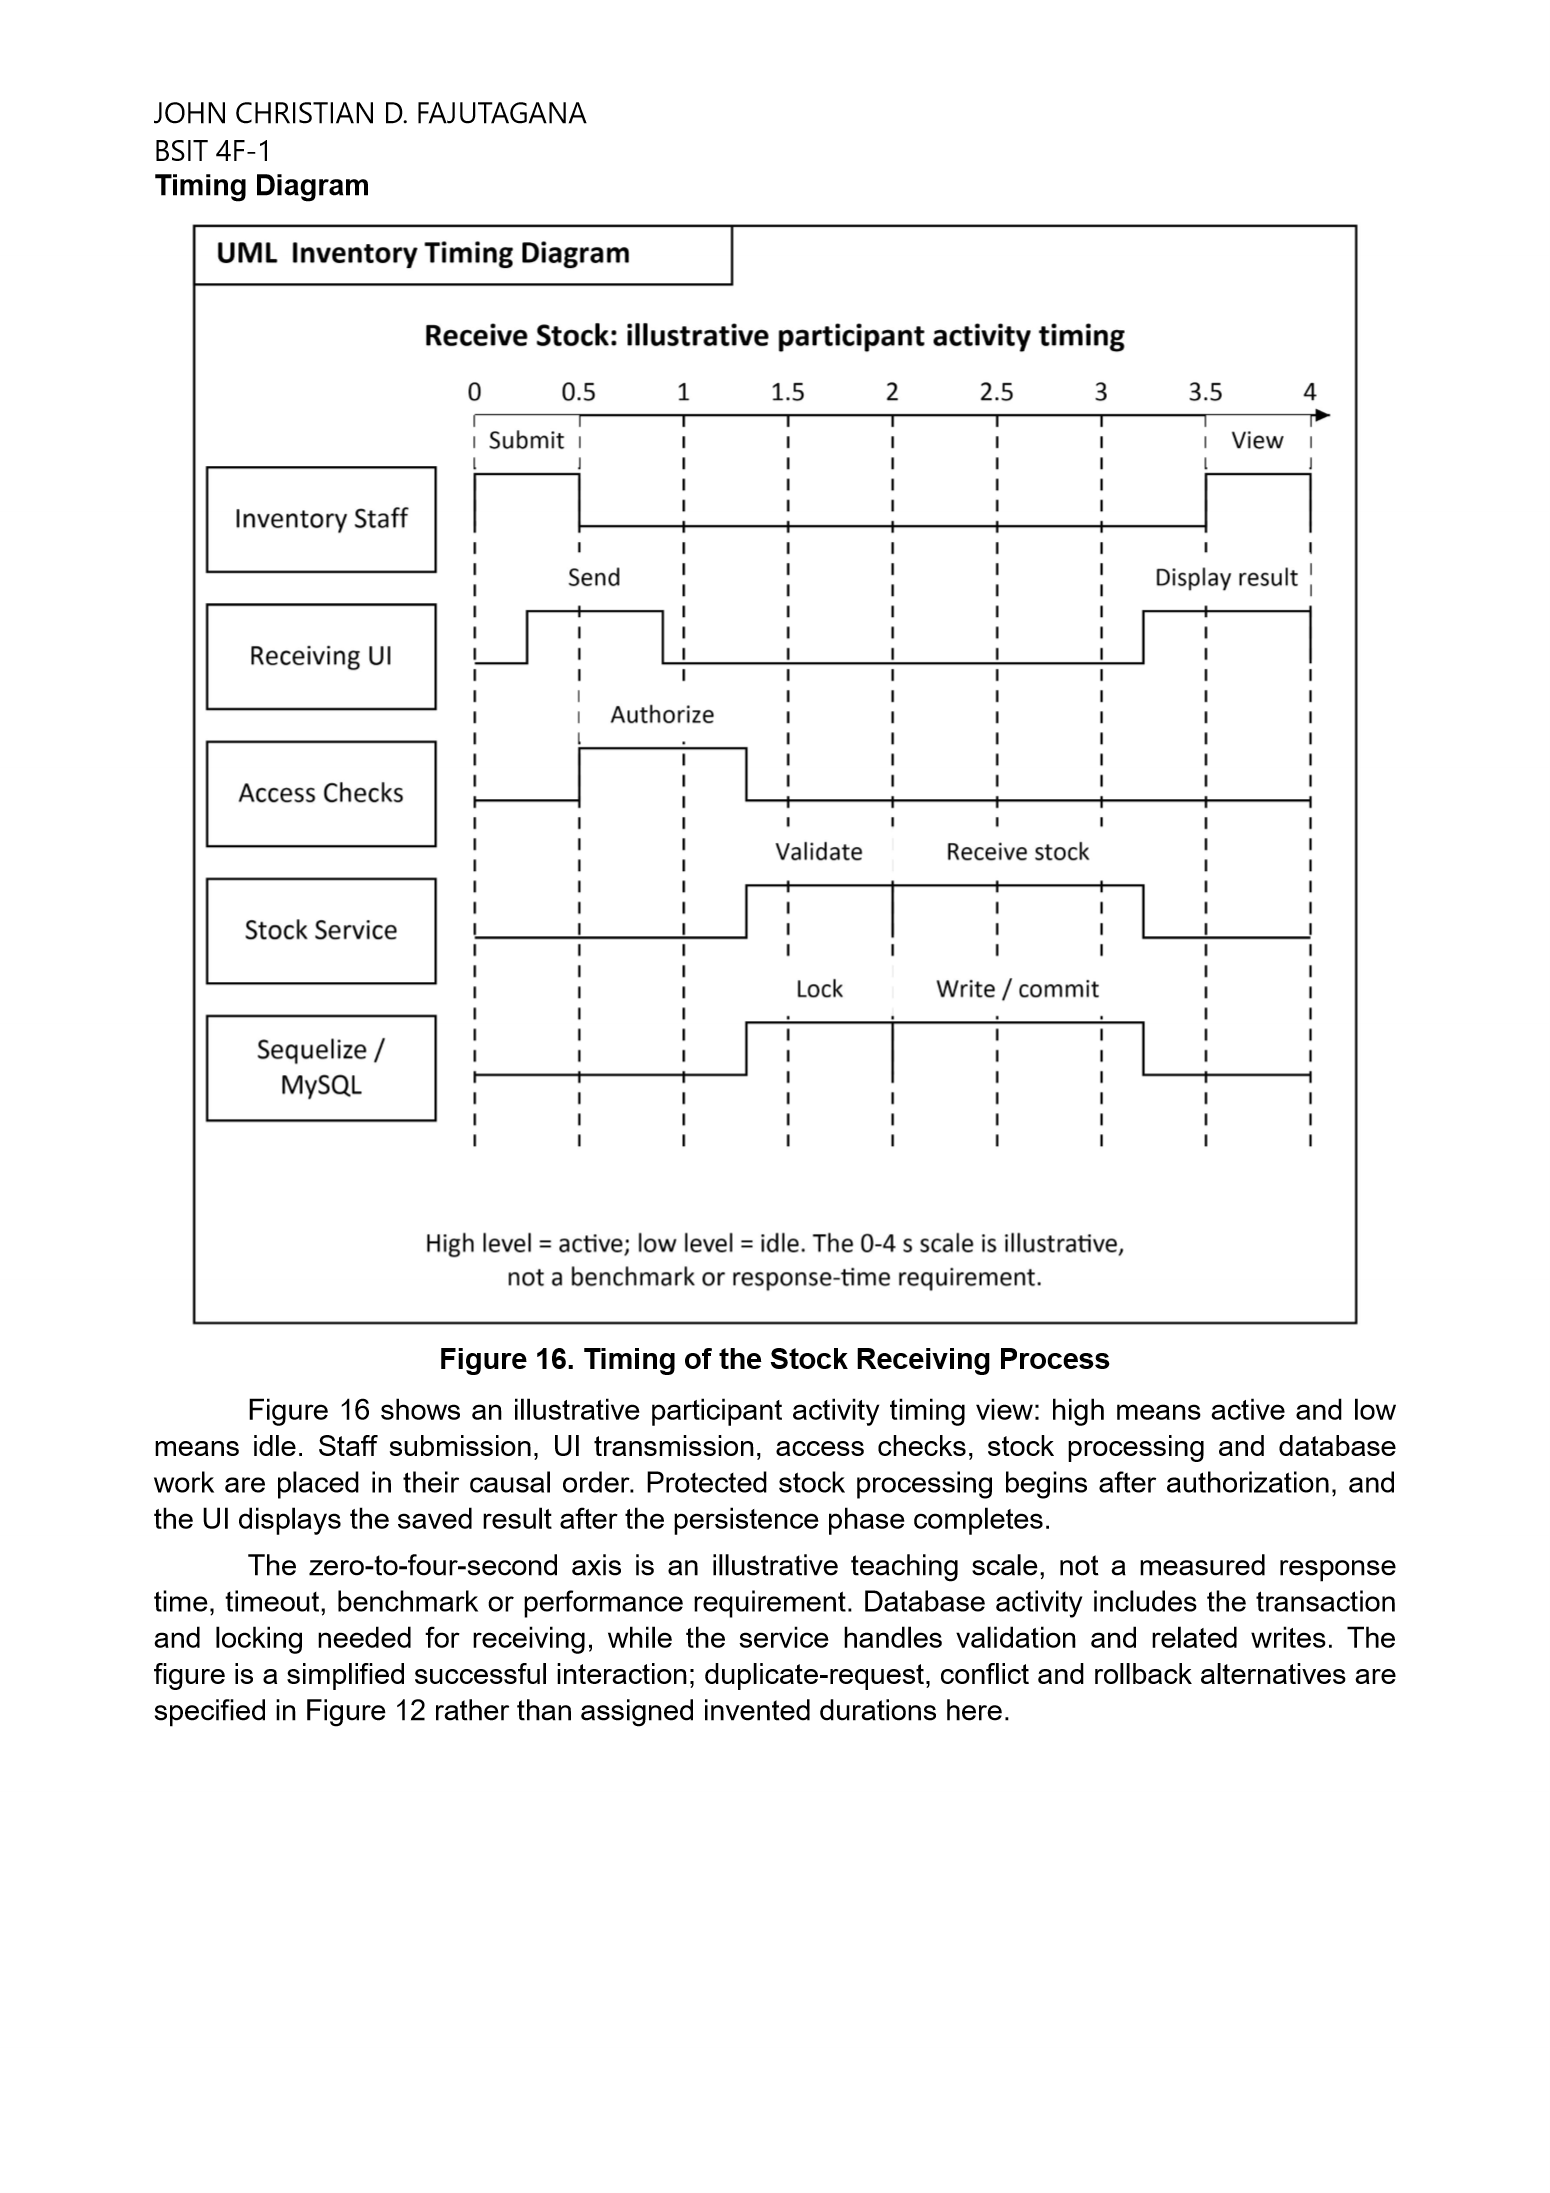 JOHN CHRISTIAN D. FAJUTAGANA
BSIT 4F-1
Timing Diagram
UML  Inventory Timing Diagram
Receive Stock: illustrative participant activity timing
0 0.5 1 1.5 2 2.5 3 3.5 4
Submit View
Inventory Staff
Send Display result
Receiving UI
Authorize
Access Checks
Validate Receive stock
Stock Service
Lock Write / commit
Sequelize /
MySQL
High level = active; low level = idle. The 0-4 s scale is illustrative,
not a benchmark or response-time requirement.
Figure 16. Timing of the Stock Receiving Process
Figure 16 shows an illustrative participant activity timing view: high means active and low
means idle. Staff submission, UI transmission, access checks, stock processing and database
work are placed in their causal order. Protected stock processing begins after authorization, and
the UI displays the saved result after the persistence phase completes.
The zero-to-four-second axis is an illustrative teaching scale, not a measured response
time, timeout, benchmark or performance requirement. Database activity includes the transaction
and locking needed for receiving, while the service handles validation and related writes. The
figure is a simplified successful interaction; duplicate-request, conflict and rollback alternatives are
specified in Figure 12 rather than assigned invented durations here.